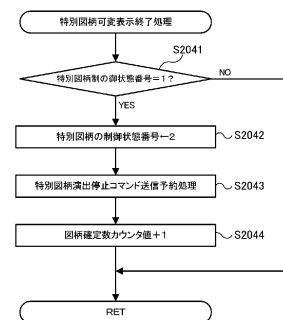 特別図柄可変表示終了処理
S2041
特別図柄制の御状態番号=1?
NO
YES
特別図柄の制御状態番号←2
S2042
特別図柄演出停止コマンド送信予約処理
S2043
図柄確定数カウンタ値+1
S2044
RET